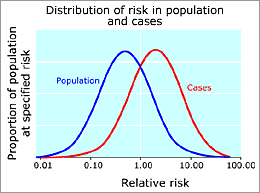 Distribution of risk in population
and cases
Proportion of population
at specified risk
Population
Cases
0.01 0.10 1.00 10.00 100.00
Relative risk